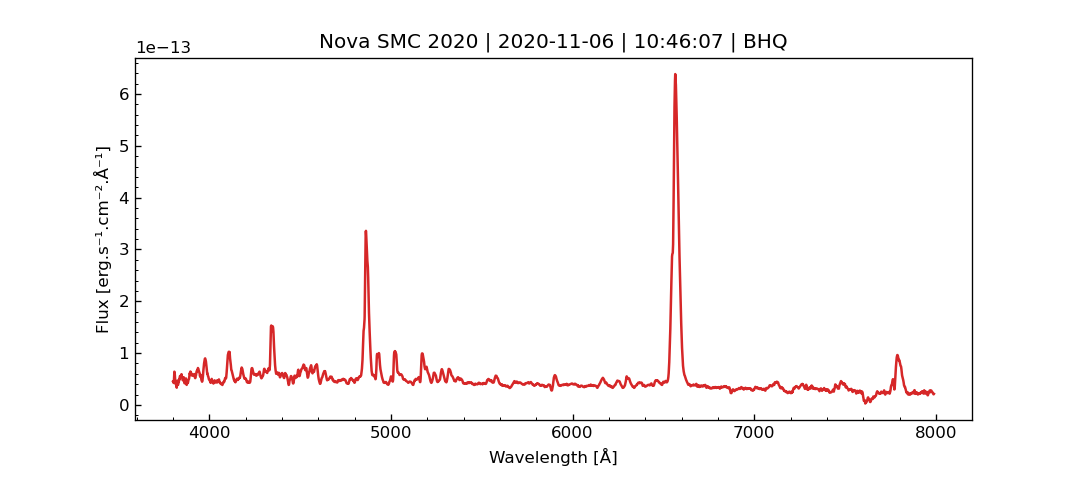 Nova SMC 2020 | 2020-11-06 | 10:46:07 | BHQ
1e−13
6
5
4
3
2
1
0
Flux [erg.s⁻¹.cm⁻².Å⁻¹]
4000 5000 6000 7000 8000
Wavelength [Å]